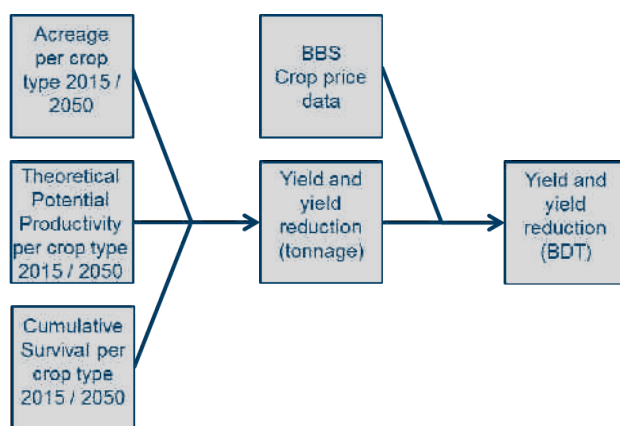 Acreage
per crop
type 2015 /
2050
BBS
Crop price
data
Theoretical
Potential
Productivity
per crop type
2015 / 2050
Yield and
yield
reduction
(tonnage)
Yield and
yield
reduction
(BDT)
Cumulative
Survival per
crop type
2015 / 2050